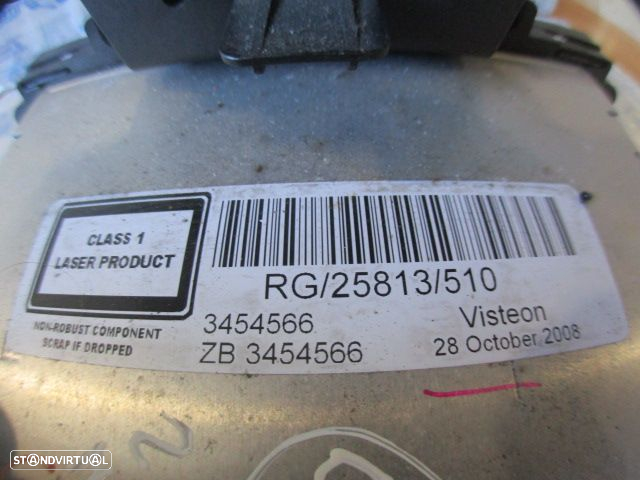 CLASS 1
LASER PRODUCT
NON-ROBUST COMPONENT
SCRAP IF DROPPED
RG/25813/510
3454566
ZB 3454566
Visteon
28 October 2008
STANDVIRTUAL